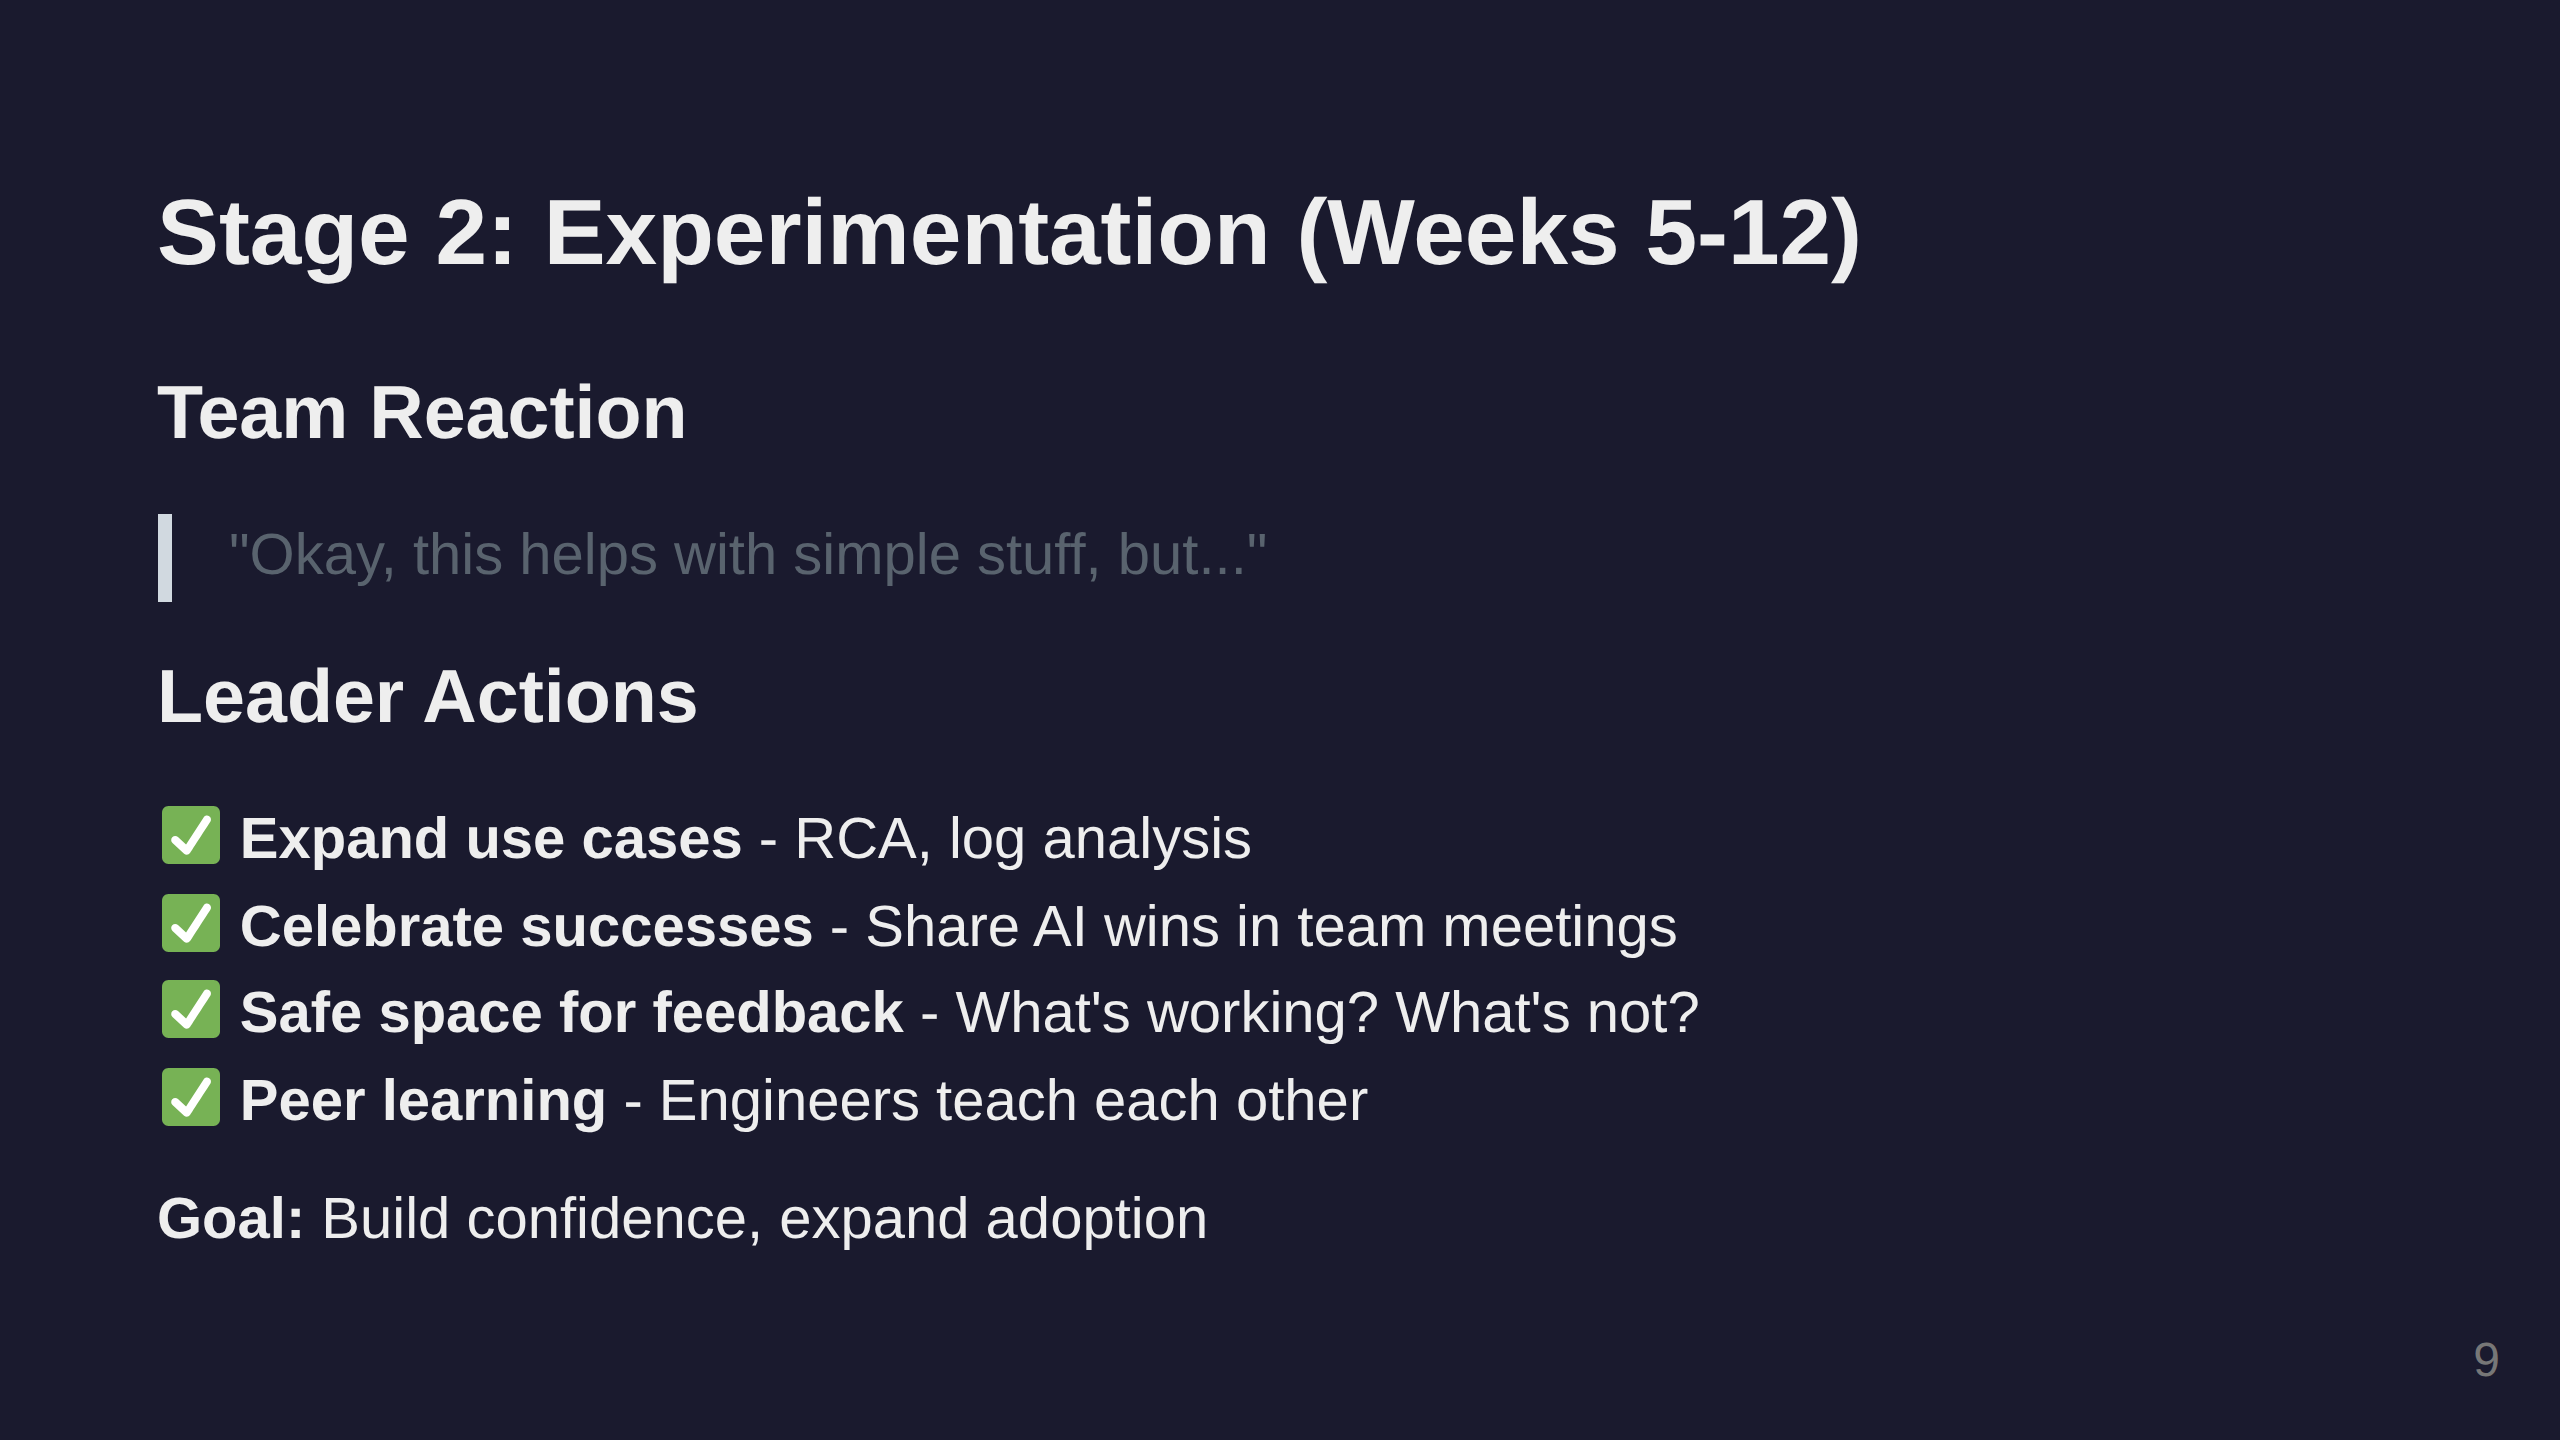 Stage 2: Experimentation (Weeks 5-12)
Team Reaction
"Okay, this helps with simple stuff, but..."
Leader Actions
✅ Expand use cases - RCA, log analysis
✅ Celebrate successes - Share AI wins in team meetings
✅ Safe space for feedback - What's working? What's not?
✅ Peer learning - Engineers teach each other
Goal: Build confidence, expand adoption
9